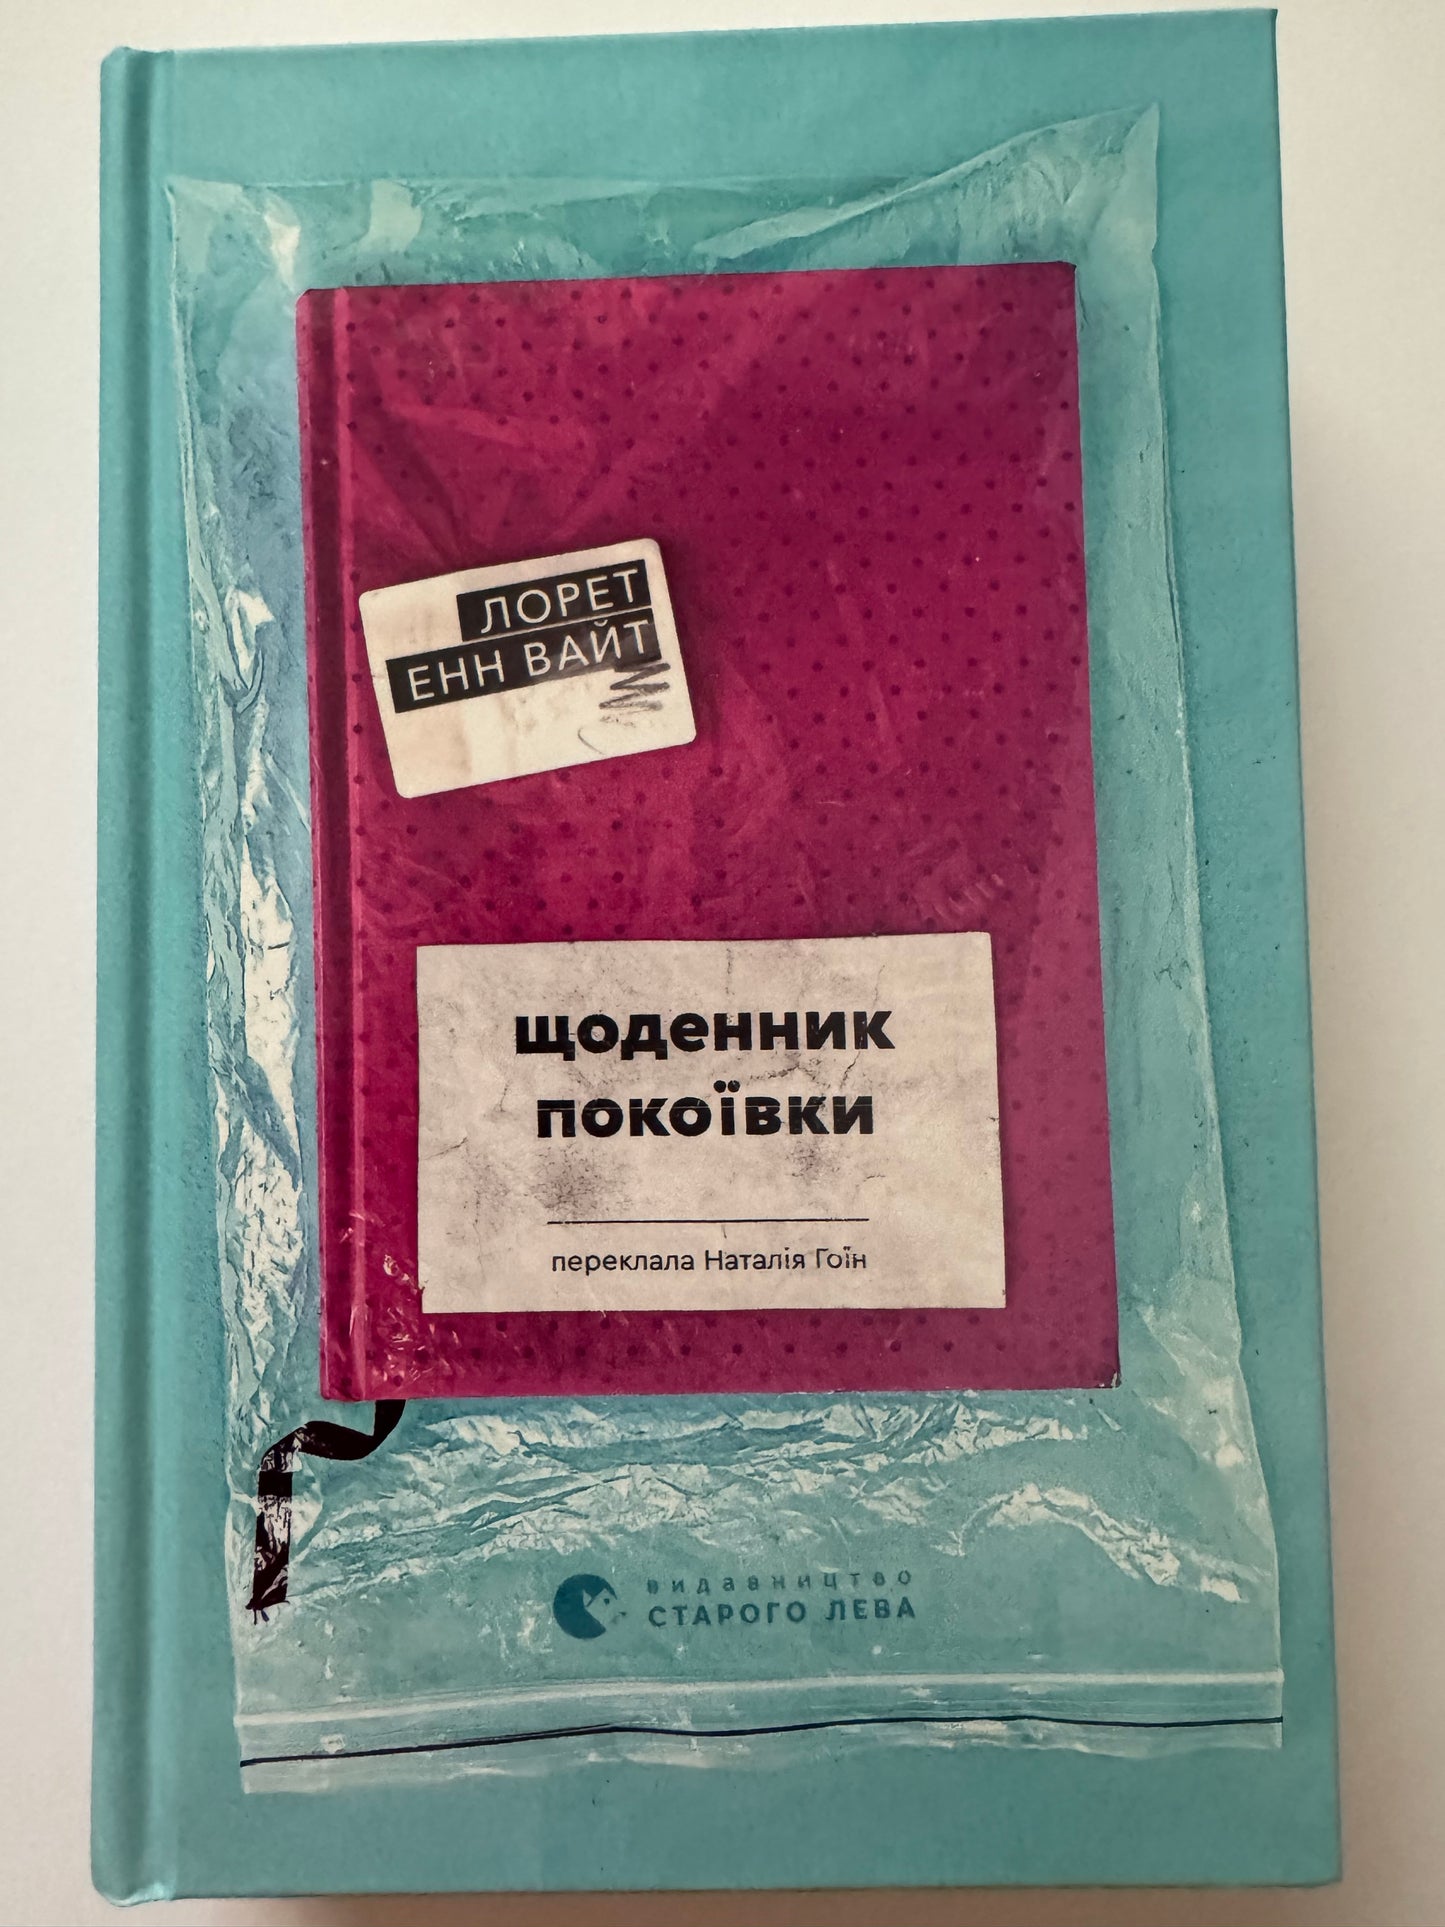 ЛОРЕТ
ЕНН ВАЙТ
щоденник
покоївки
переклала Наталія Гоїн
видавництво
СТАРОГО ЛЕВА